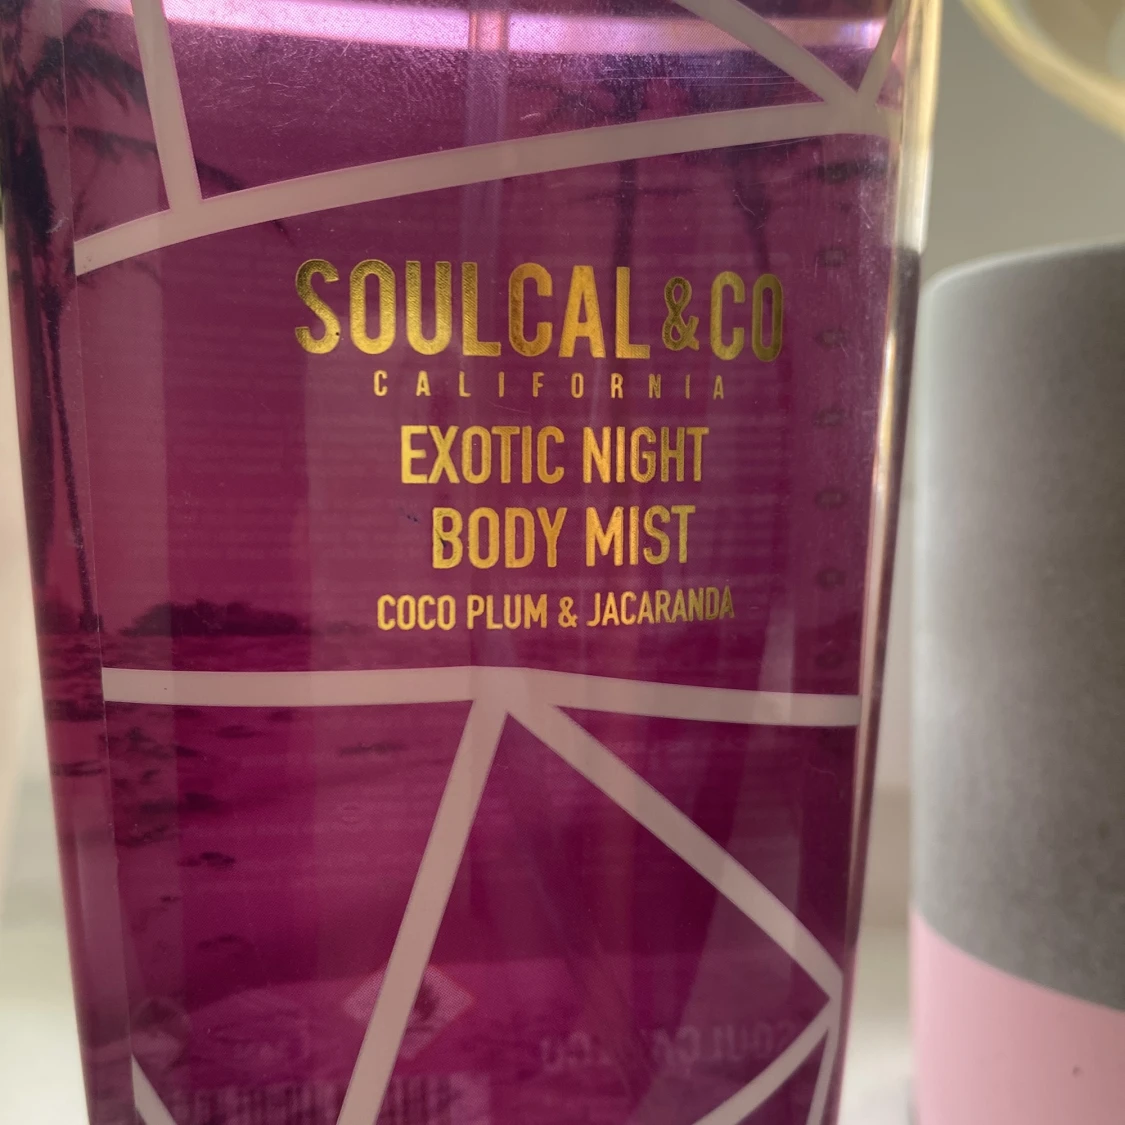 SOULCAL&CO
CALIFORNIA
EXOTIC NIGHT
BODY MIST
COCO PLUM & JACARANDA